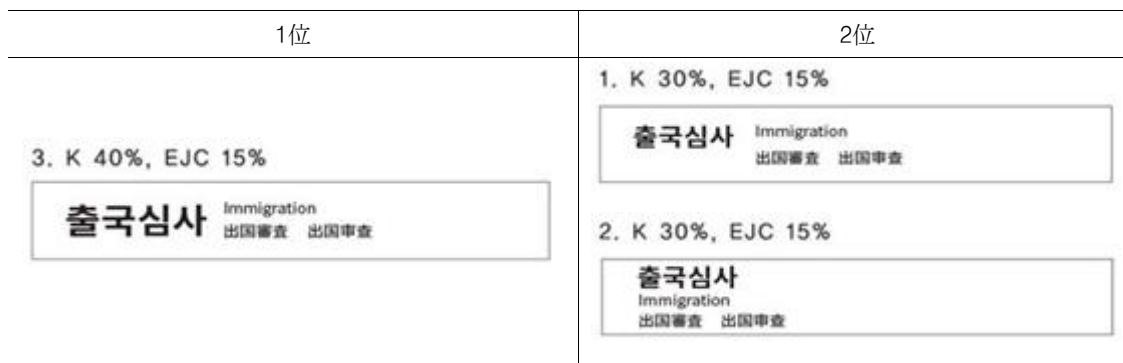 1位
2位
3. K 40%, EJC 15%
출국심사
Immigration
出国審査 出国审查
1. K 30%, EJC 15%
출국심사
Immigration
出国審査 出国审查
2. K 30%, EJC 15%
출국심사
Immigration
出国審査 出国审查